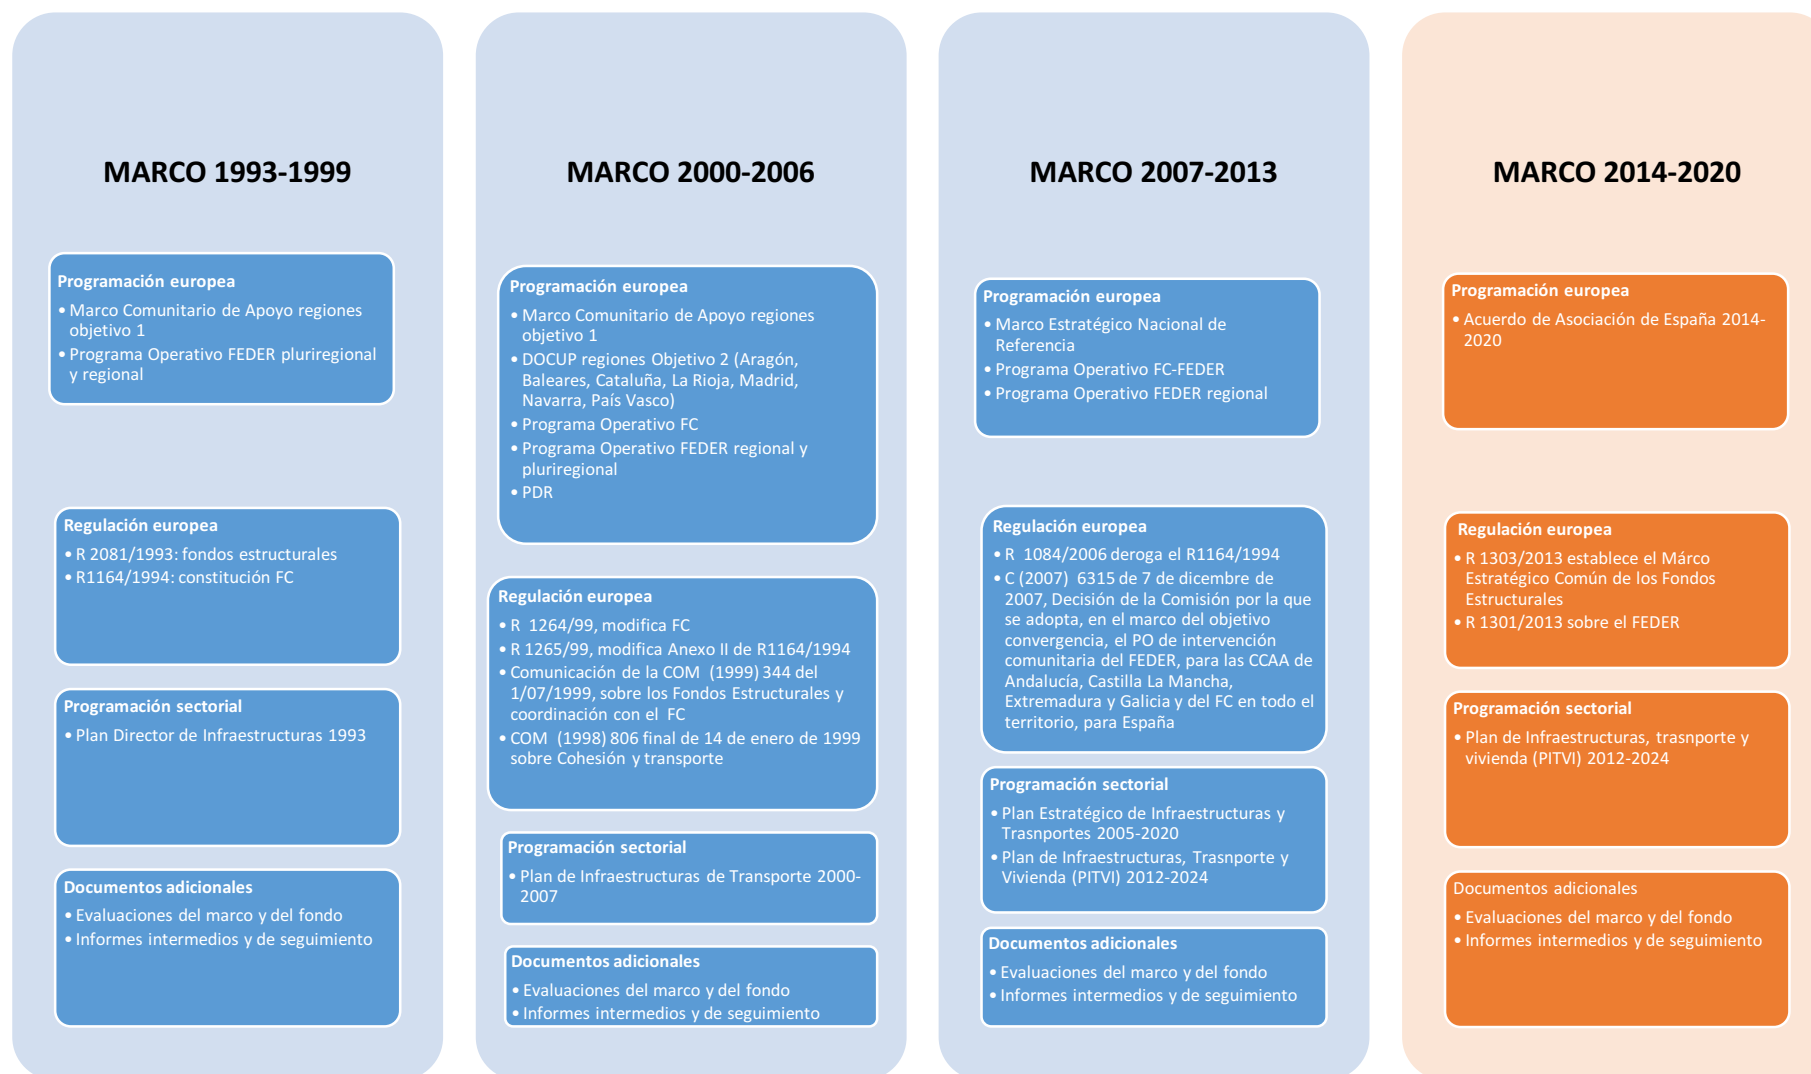 MARCO 1993-1999
Programación europea
• Marco Comunitario de Apoyo regiones
objetivo 1
• Programa Operativo FEDER pluriregional
y regional
Regulación europea
• R 2081/1993: fondos estructurales
• R1164/1994: constitución FC
Programación sectorial
• Plan Director de Infraestructuras 1993
Documentos adicionales
• Evaluaciones del marco y del fondo
• Informes intermedios y de seguimiento
MARCO 2000-2006
Programación europea
• Marco Comunitario de Apoyo regiones
objetivo 1
• DOCUP regiones Objetivo 2 (Aragón,
Baleares, Cataluña, La Rioja, Madrid,
Navarra, País Vasco)
• Programa Operativo FC
• Programa Operativo FEDER regional y
pluriregional
• PDR
Regulación europea
• R 1264/99, modifica FC
• R 1265/99, modifica Anexo II de R1164/1994
• Comunicación de la COM (1999) 344 del
1/07/1999, sobre los Fondos Estructurales y
coordinación con el FC
• COM (1998) 806 final de 14 de enero de 1999
sobre Cohesión y transporte
Programación sectorial
• Plan de Infraestructuras de Transporte 2000-
2007
Documentos adicionales
• Evaluaciones del marco y del fondo
• Informes intermedios y de seguimiento
MARCO 2007-2013
Programación europea
• Marco Estratégico Nacional de
Referencia
• Programa Operativo FC-FEDER
• Programa Operativo FEDER regional
Regulación europea
• R 1084/2006 deroga el R1164/1994
• C (2007) 6315 de 7 de dicembre de
2007, Decisión de la Comisión por la que
se adopta, en el marco del objetivo
convergencia, el PO de intervención
comunitaria del FEDER, para las CCAA de
Andalucía, Castilla La Mancha,
Extremadura y Galicia y del FC en todo el
territorio, para España
Programación sectorial
• Plan Estratégico de Infraestructuras y
Trasnportes 2005-2020
• Plan de Infraestructuras, Trasnporte y
Vivienda (PITVI) 2012-2024
Documentos adicionales
• Evaluaciones del marco y del fondo
• Informes intermedios y de seguimiento
MARCO 2014-2020
Programación europea
• Acuerdo de Asociación de España 2014-
2020
Regulación europea
• R 1303/2013 establece el Márco
Estratégico Común de los Fondos
Estructurales
• R 1301/2013 sobre el FEDER
Programación sectorial
• Plan de Infraestructuras, trasnporte y
vivienda (PITVI) 2012-2024
Documentos adicionales
• Evaluaciones del marco y del fondo
• Informes intermedios y de seguimiento